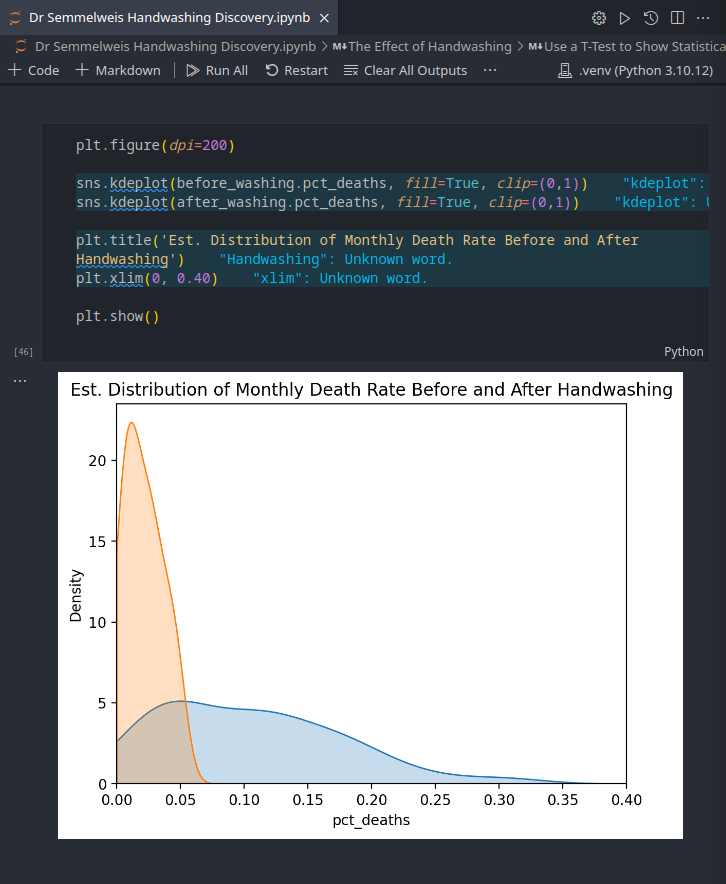 Dr Semmelweis Handwashing Discovery.ipynb
Dr Semmelweis Handwashing Discovery.ipynb > M↓The Effect of Handwashing > M↓Use a T-Test to Show Statistica
+ Code + Markdown | Run All Restart Clear All Outputs ... .venv (Python 3.10.12)
plt.figure(dpi=200)
sns.kdeplot(before_washing.pct_deaths, fill=True, clip=(0,1)) "kdeplot":
sns.kdeplot(after_washing.pct_deaths, fill=True, clip=(0,1)) "kdeplot": U
plt.title('Est. Distribution of Monthly Death Rate Before and After
Handwashing') "Handwashing": Unknown word.
plt.xlim(0, 0.40) "xlim": Unknown word.
plt.show()
[46]
Python
...
Est. Distribution of Monthly Death Rate Before and After Handwashing
20
15
10
5
0
Density
0.00 0.05 0.10 0.15 0.20 0.25 0.30 0.35 0.40
pct_deaths